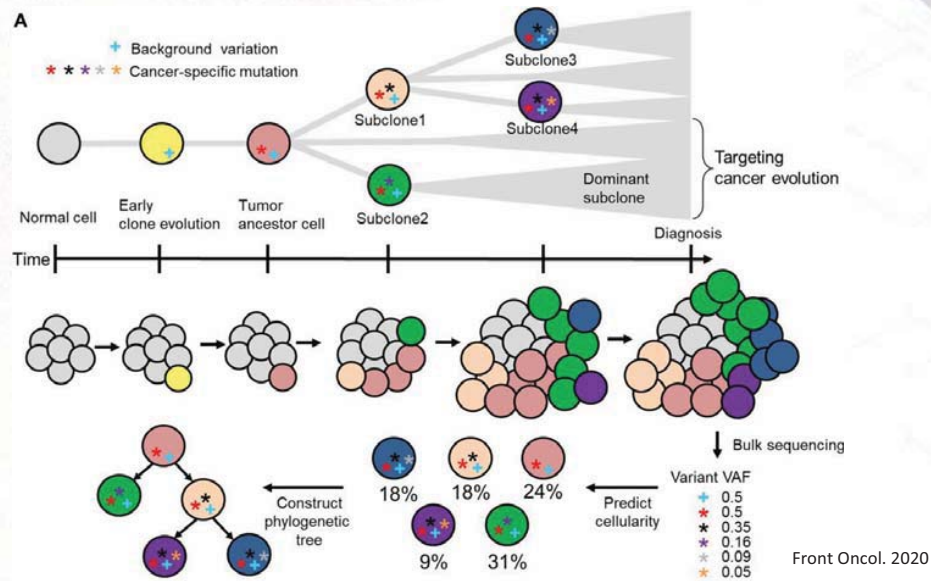 A
Background variation
Cancer-specific mutation
Subclone3
Subclone1
Subclone4
Subclone2
Dominant
subclone
Targeting
cancer evolution
Normal cell
Early
clone evolution
Tumor
ancestor cell
Diagnosis
Time
Bulk sequencing
Variant VAF
+ 0.5
* 0.5
* 0.35
* 0.16
* 0.09
* 0.05
Predict
cellularity
18% 18% 24%
9% 31%
Construct
phylogenetic
tree
Front Oncol. 2020